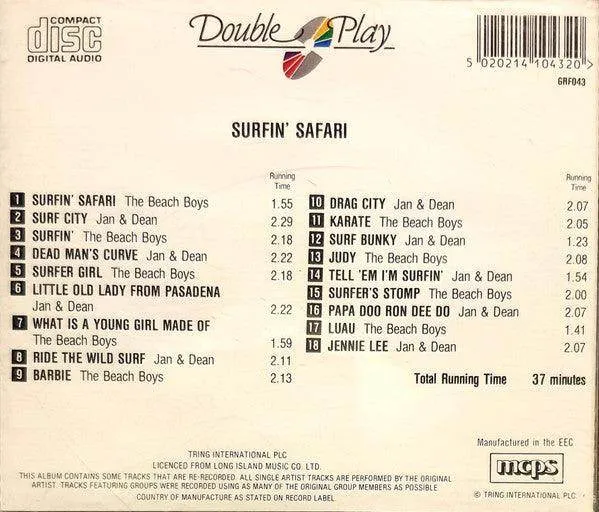 COMPACT
disc
DIGITAL AUDIO
Double Play
5 020214 104320 >
GRF043
SURFIN' SAFARI
Running
Time
1 SURFIN' SAFARI The Beach Boys 1.55
2 SURF CITY Jan & Dean 2.29
3 SURFIN' The Beach Boys 2.18
4 DEAD MAN'S CURVE Jan & Dean 2.22
5 SURFER GIRL The Beach Boys 2.18
6 LITTLE OLD LADY FROM PASADENA
Jan & Dean 2.22
7 WHAT IS A YOUNG GIRL MADE OF
The Beach Boys 1.59
8 RIDE THE WILD SURF Jan & Dean 2.11
9 BARBIE The Beach Boys 2.13
Running
Time
10 DRAG CITY Jan & Dean 2.07
11 KARATE The Beach Boys 2.05
12 SURF BUNKY Jan & Dean 1.23
13 JUDY The Beach Boys 2.08
14 TELL 'EM I'M SURFIN' Jan & Dean 1.54
15 SURFER'S STOMP The Beach Boys 2.00
16 PAPA DOO RON DEE DO Jan & Dean 2.07
17 LUAU The Beach Boys 1.41
18 JENNIE LEE Jan & Dean 2.07
Total Running Time 37 minutes
Manufactured in the EEC
mcps
© TRING INTERNATIONAL PLC
TRING INTERNATIONAL PLC
LICENCED FROM LONG ISLAND MUSIC CO. LTD.
THIS ALBUM CONTAINS SOME TRACKS THAT ARE RE-RECORDED. ALL SINGLE ARTIST TRACKS ARE PERFORMED BY THE ORIGINAL
ARTIST. TRACKS FEATURING GROUPS WERE RECORDED USING AS MANY OF THE ORIGINAL GROUP MEMBERS AS POSSIBLE
COUNTRY OF MANUFACTURE AS STATED ON RECORD LABEL